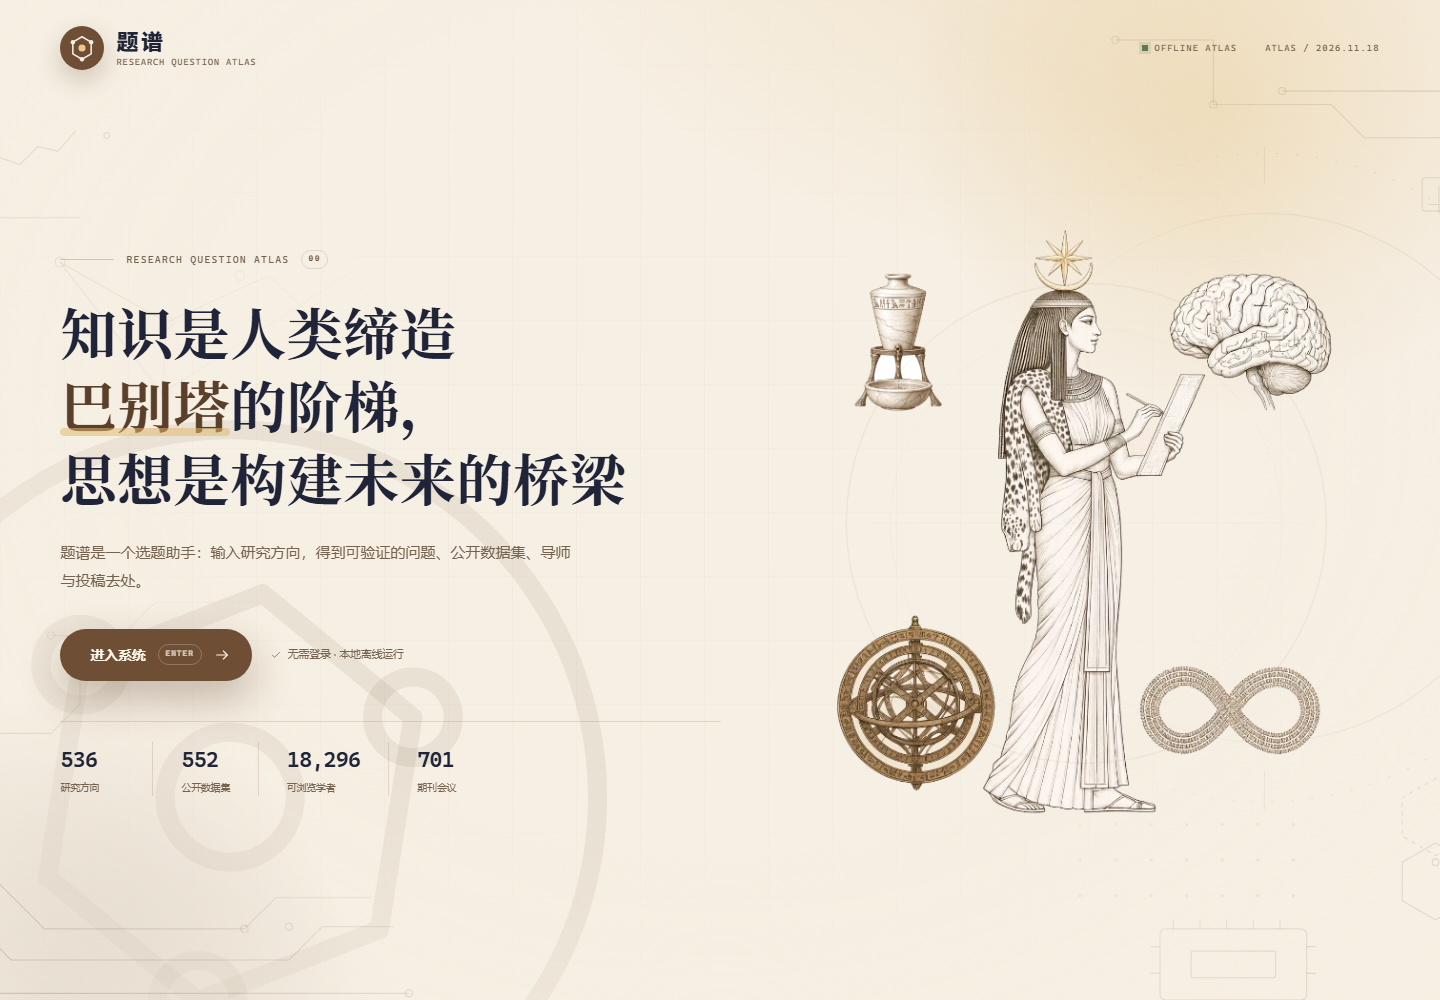 题谱
RESEARCH QUESTION ATLAS
OFFLINE ATLAS
ATLAS / 2026.11.18
RESEARCH QUESTION ATLAS 00
知识是人类缔造
巴别塔的阶梯，
思想是构建未来的桥梁
题谱是一个选题助手：输入研究方向，得到可验证的问题、公开数据集、导师
与投稿去处。
进入系统 ENTER →
✓ 无需登录 · 本地离线运行
536 552 18,296 701
研究方向 公开数据集 可浏览学者 期刊会议